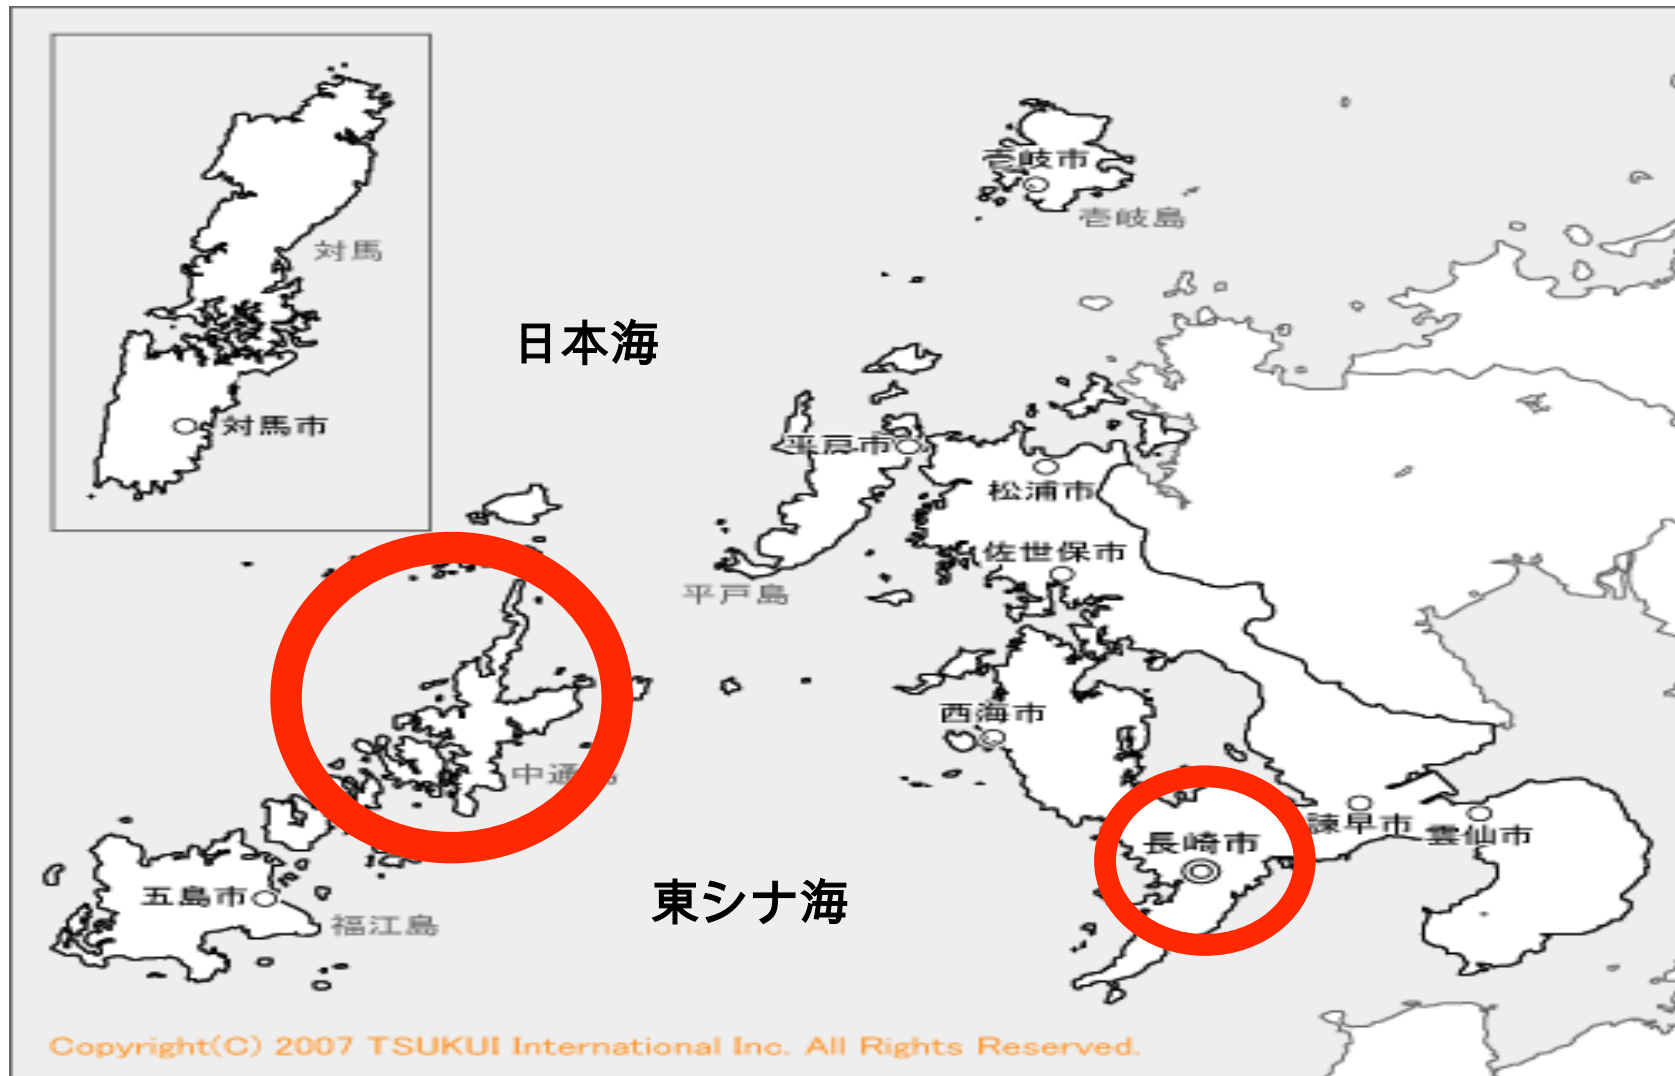 壱岐市
壱岐島
対馬
日本海
対馬市
平戸市
松浦市
佐世保市
平戸島
西海市
中通島
諫早市
雲仙市
長崎市
五島市
東シナ海
福江島
Copyright(C) 2007 TSUKUI International Inc. All Rights Reserved.